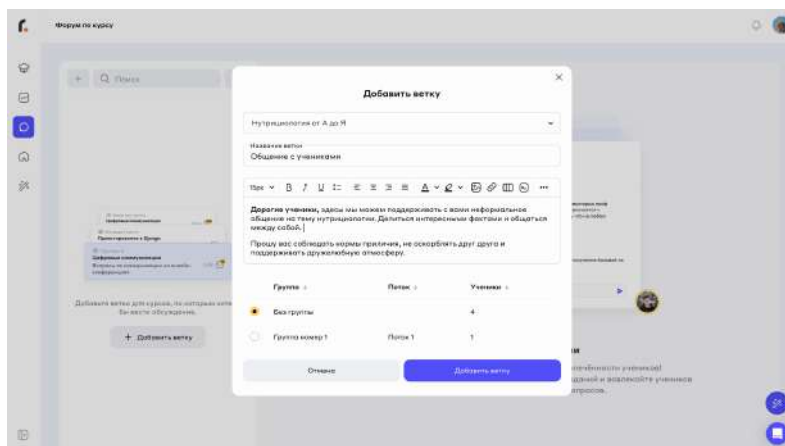 Форум по курсу
Поиск
Добавить ветку
Нутрициология от А до Я
Название ветки
Общение с учениками
15px
Дорогие ученики, здесь мы можем поддерживать с вами неформальное
общение на тему нутрициологии. Делиться интересными фактами и общаться
между собой.
Прошу вас соблюдать нормы приличия, не оскорблять друг друга и
поддерживать дружелюбную атмосферу.
Группа
Поток
Ученики
Без группы
4
Группа номер 1
Поток 1
1
Отмена
Добавить ветку
Цифровые коммуникации
Добавьте ветки для курсов, по которым
бы вести обсуждение.
+ Добавить ветку